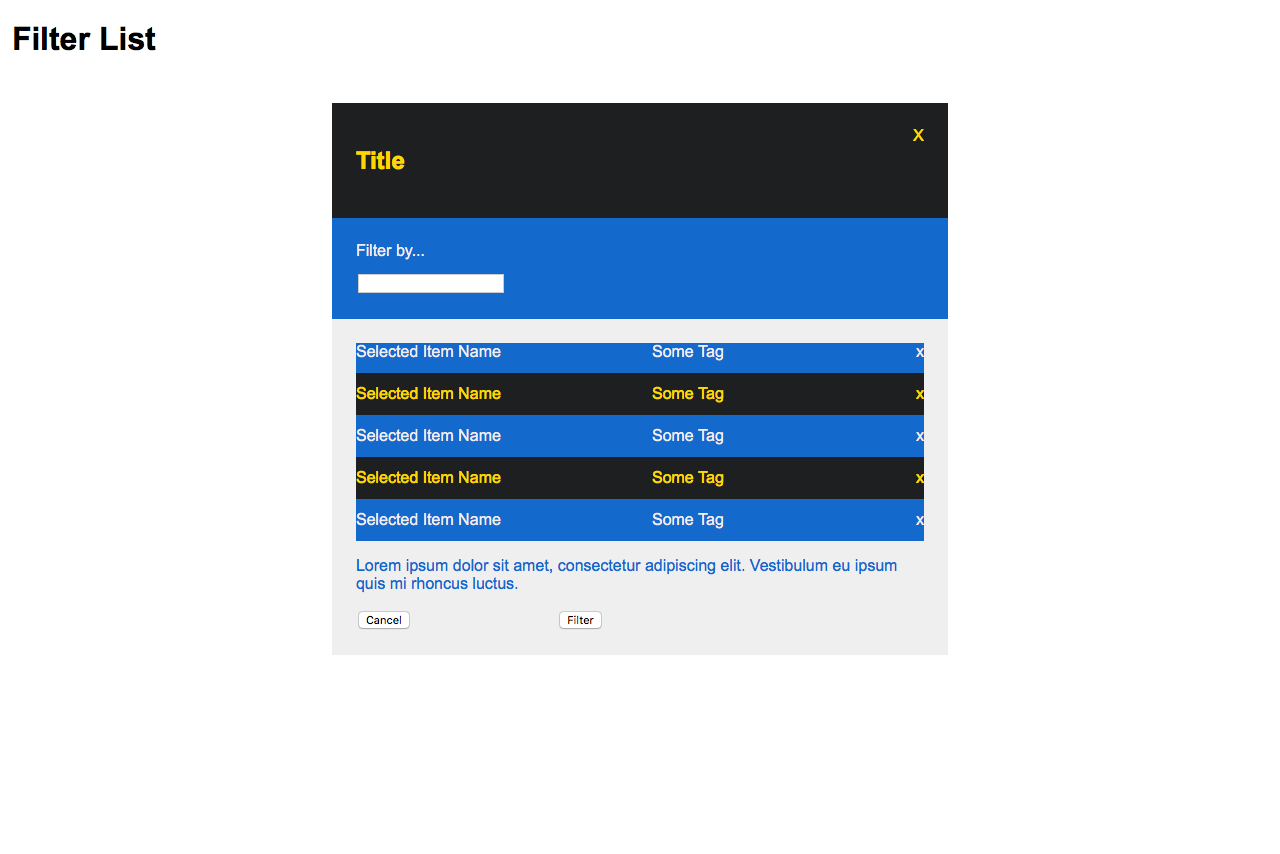 Filter List
X
Title
Filter by...
Selected Item Name Some Tag x
Selected Item Name Some Tag x
Selected Item Name Some Tag x
Selected Item Name Some Tag x
Selected Item Name Some Tag x
Lorem ipsum dolor sit amet, consectetur adipiscing elit. Vestibulum eu ipsum
quis mi rhoncus luctus.
Cancel Filter